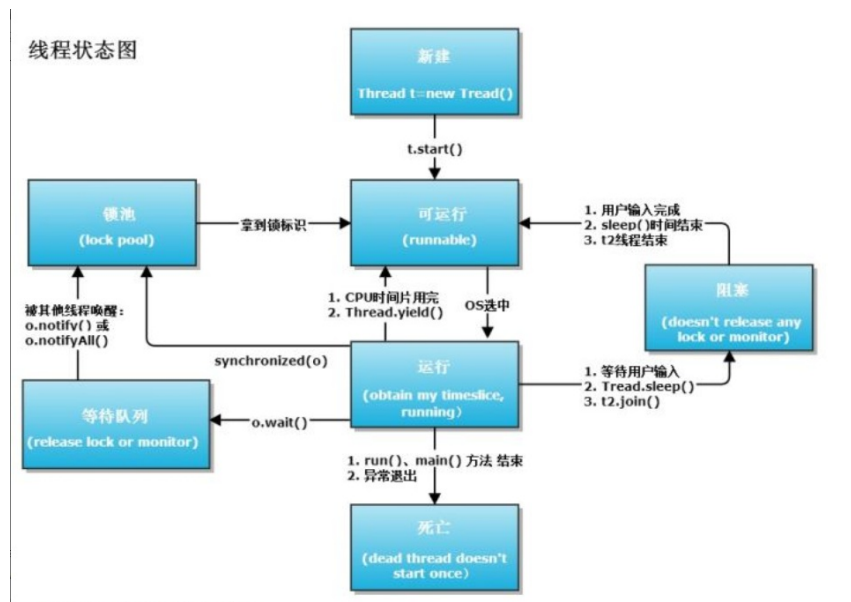 线程状态图
新建
Thread t=new Tread()
t.start()
锁池
(lock pool)
拿到锁标识
可运行
(runnable)
1. 用户输入完成
2. sleep()时间结束
3. t2线程结束
被其他线程唤醒：
o.notify() 或
o.notifyAll()
1. CPU时间片用完
2. Thread.yield()
OS选中
阻塞
(doesn't release any
lock or monitor)
synchronized(o)
运行
(obtain my timeslice,
running）
1. 等待用户输入
2. Tread.sleep()
3. t2.join()
等待队列
(release lock or monitor)
o.wait()
1. run()、main() 方法 结束
2. 异常退出
死亡
(dead thread doesn't
start once）